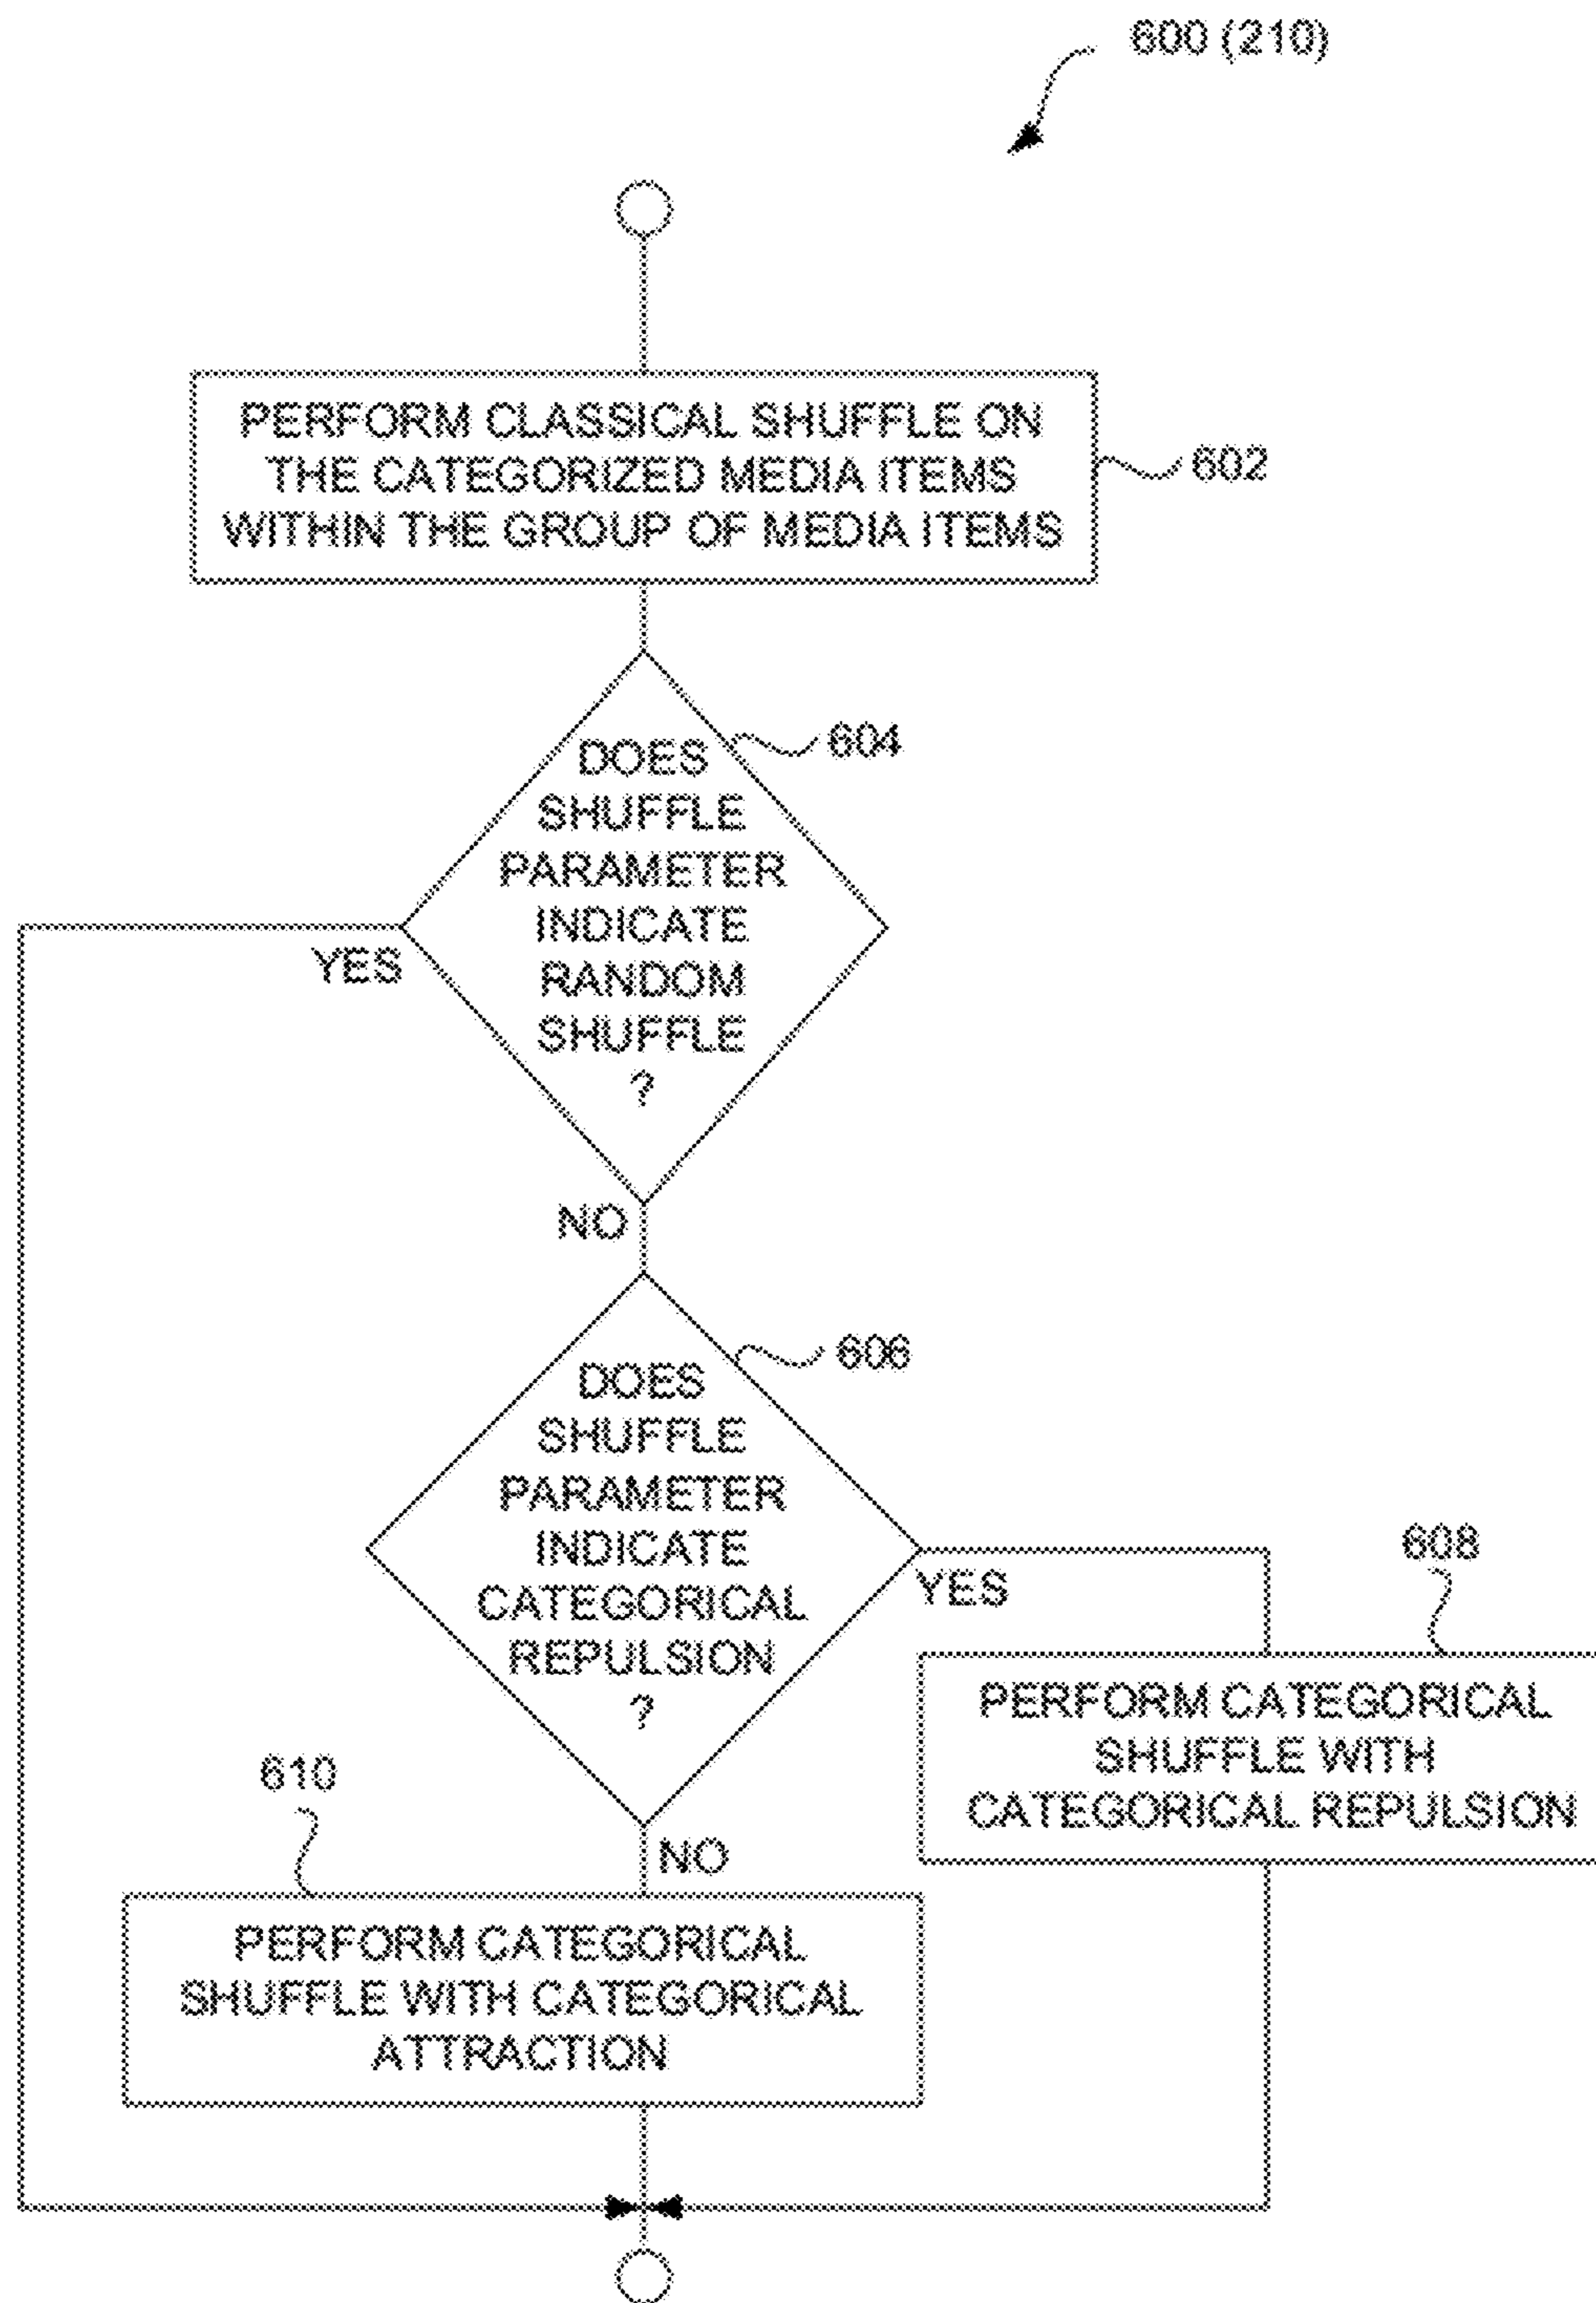 600 (210)
PERFORM CLASSICAL SHUFFLE ON
THE CATEGORIZED MEDIA ITEMS
WITHIN THE GROUP OF MEDIA ITEMS
602
DOES
SHUFFLE
PARAMETER
INDICATE
RANDOM
SHUFFLE
?
604
YES
NO
DOES
SHUFFLE
PARAMETER
INDICATE
CATEGORICAL
REPULSION
?
606
YES
608
PERFORM CATEGORICAL
SHUFFLE WITH
CATEGORICAL REPULSION
NO
610
PERFORM CATEGORICAL
SHUFFLE WITH CATEGORICAL
ATTRACTION